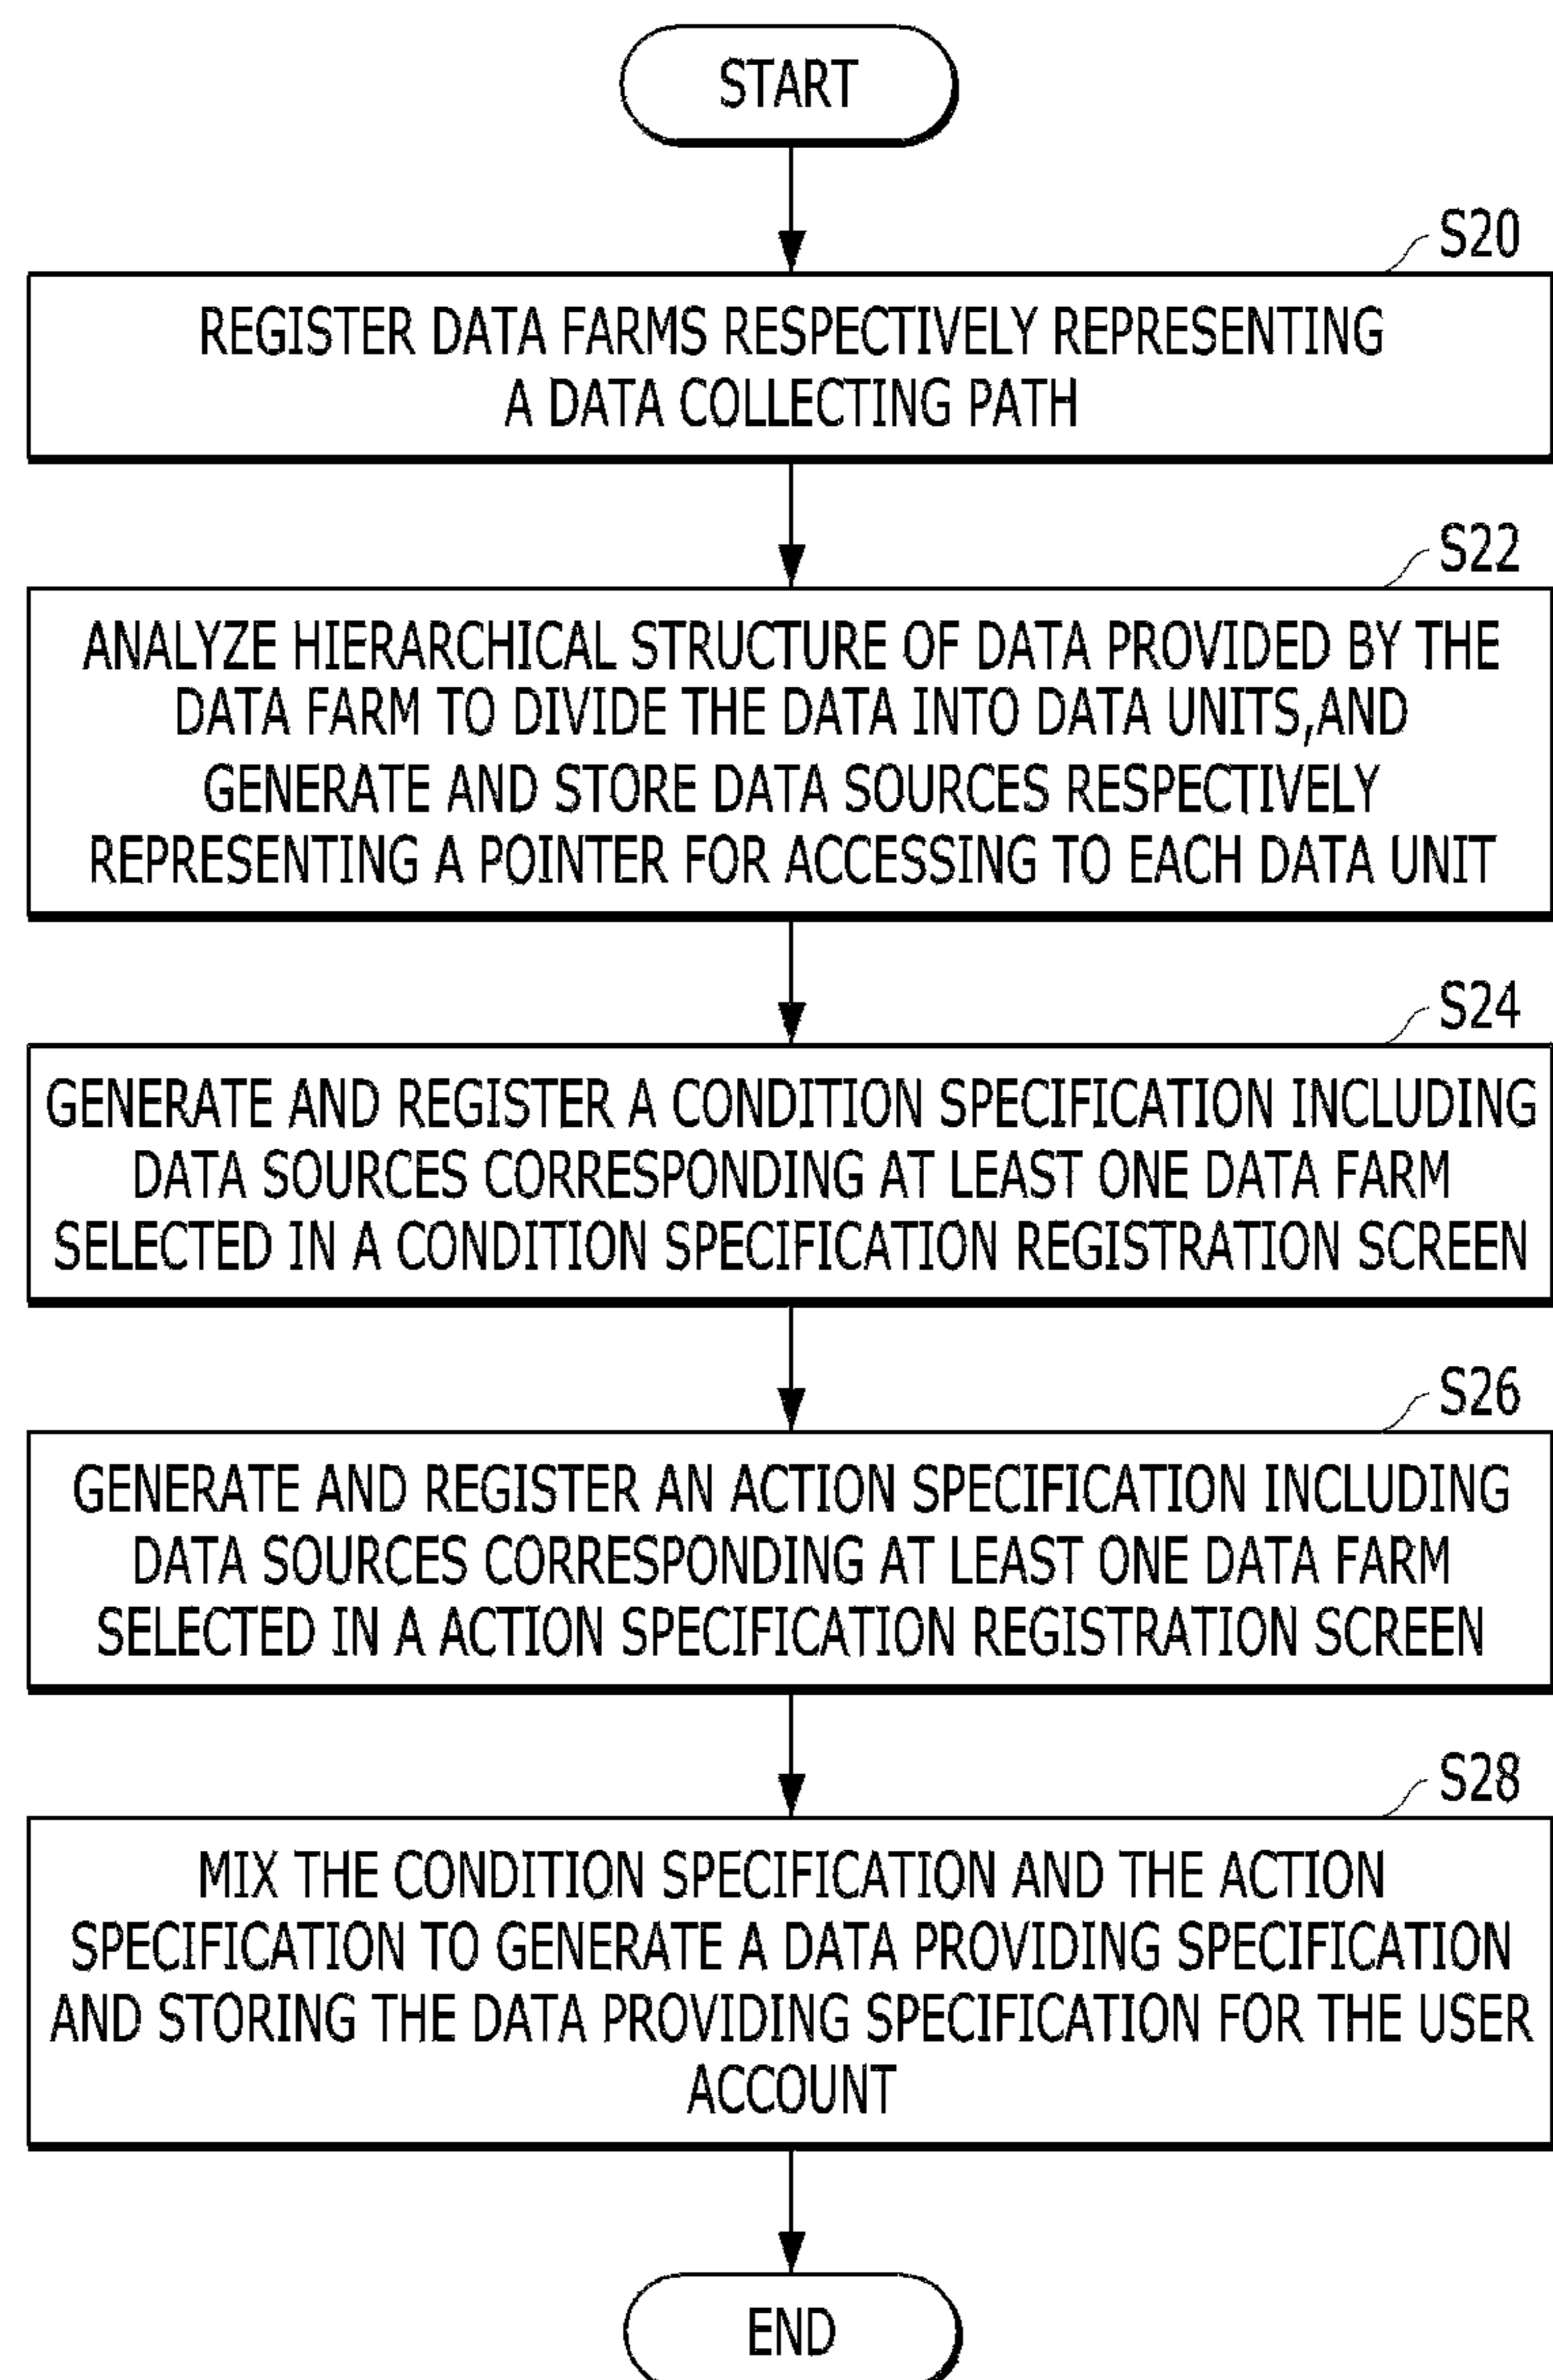 START
S20
REGISTER DATA FARMS RESPECTIVELY REPRESENTING
A DATA COLLECTING PATH
S22
ANALYZE HIERARCHICAL STRUCTURE OF DATA PROVIDED BY THE
DATA FARM TO DIVIDE THE DATA INTO DATA UNITS,AND
GENERATE AND STORE DATA SOURCES RESPECTIVELY
REPRESENTING A POINTER FOR ACCESSING TO EACH DATA UNIT
S24
GENERATE AND REGISTER A CONDITION SPECIFICATION INCLUDING
DATA SOURCES CORRESPONDING AT LEAST ONE DATA FARM
SELECTED IN A CONDITION SPECIFICATION REGISTRATION SCREEN
S26
GENERATE AND REGISTER AN ACTION SPECIFICATION INCLUDING
DATA SOURCES CORRESPONDING AT LEAST ONE DATA FARM
SELECTED IN A ACTION SPECIFICATION REGISTRATION SCREEN
S28
MIX THE CONDITION SPECIFICATION AND THE ACTION
SPECIFICATION TO GENERATE A DATA PROVIDING SPECIFICATION
AND STORING THE DATA PROVIDING SPECIFICATION FOR THE USER
ACCOUNT
END